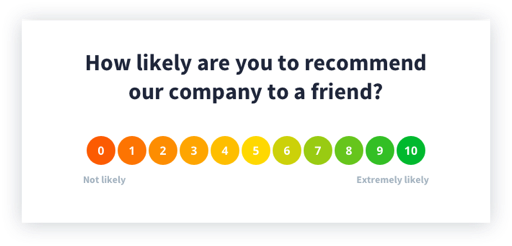 How likely are you to recommend
our company to a friend?
0 1 2 3 4 5 6 7 8 9 10
Not likely Extremely likely